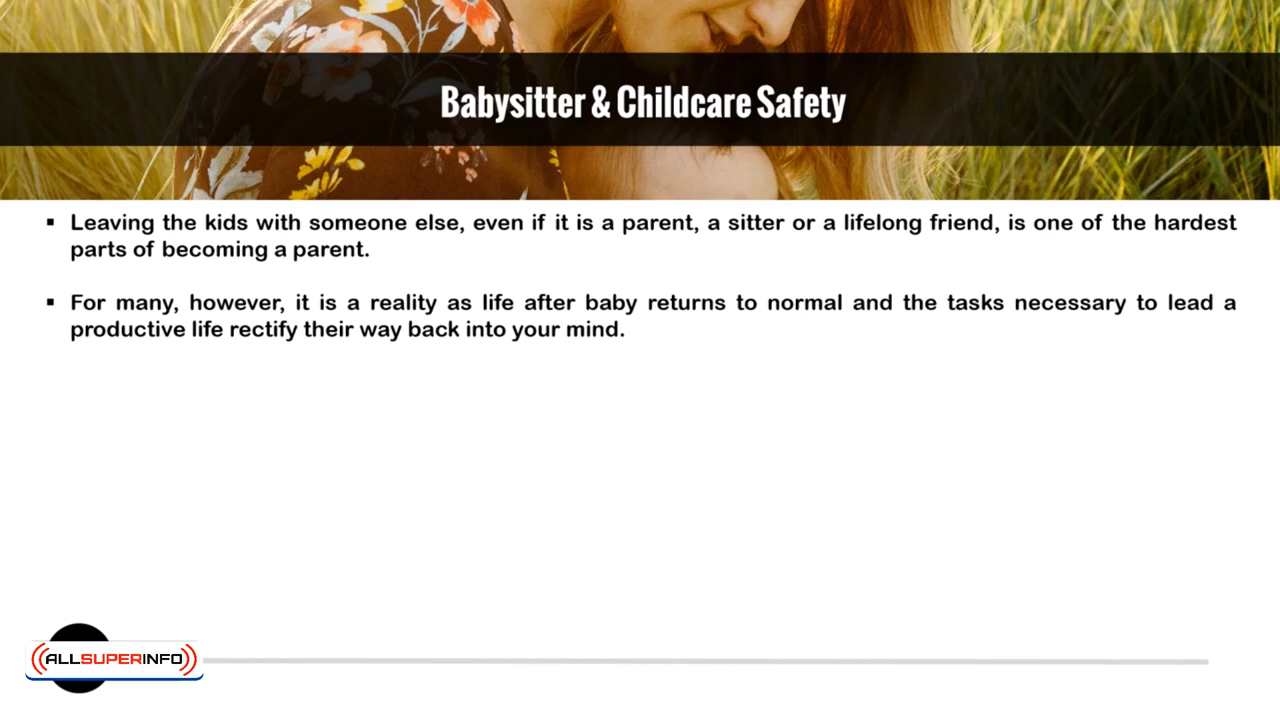 Babysitter & Childcare Safety
▪ Leaving the kids with someone else, even if it is a parent, a sitter or a lifelong friend, is one of the hardest
parts of becoming a parent.
▪ For many, however, it is a reality as life after baby returns to normal and the tasks necessary to lead a
productive life rectify their way back into your mind.
ALLSUPERINFO